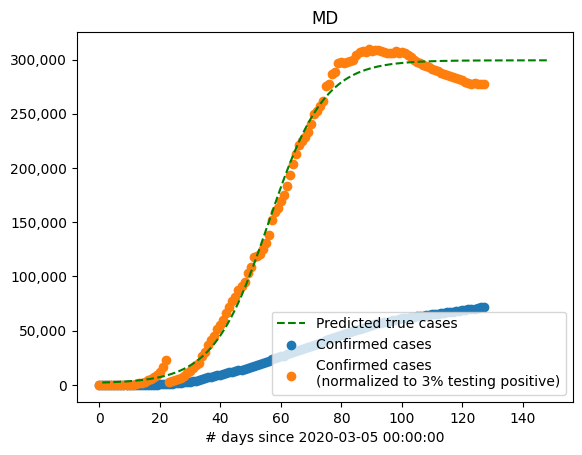 MD
300,000
250,000
200,000
150,000
100,000
50,000
0
Predicted true cases
Confirmed cases
Confirmed cases
(normalized to 3% testing positive)
0 20 40 60 80 100 120 140
# days since 2020-03-05 00:00:00